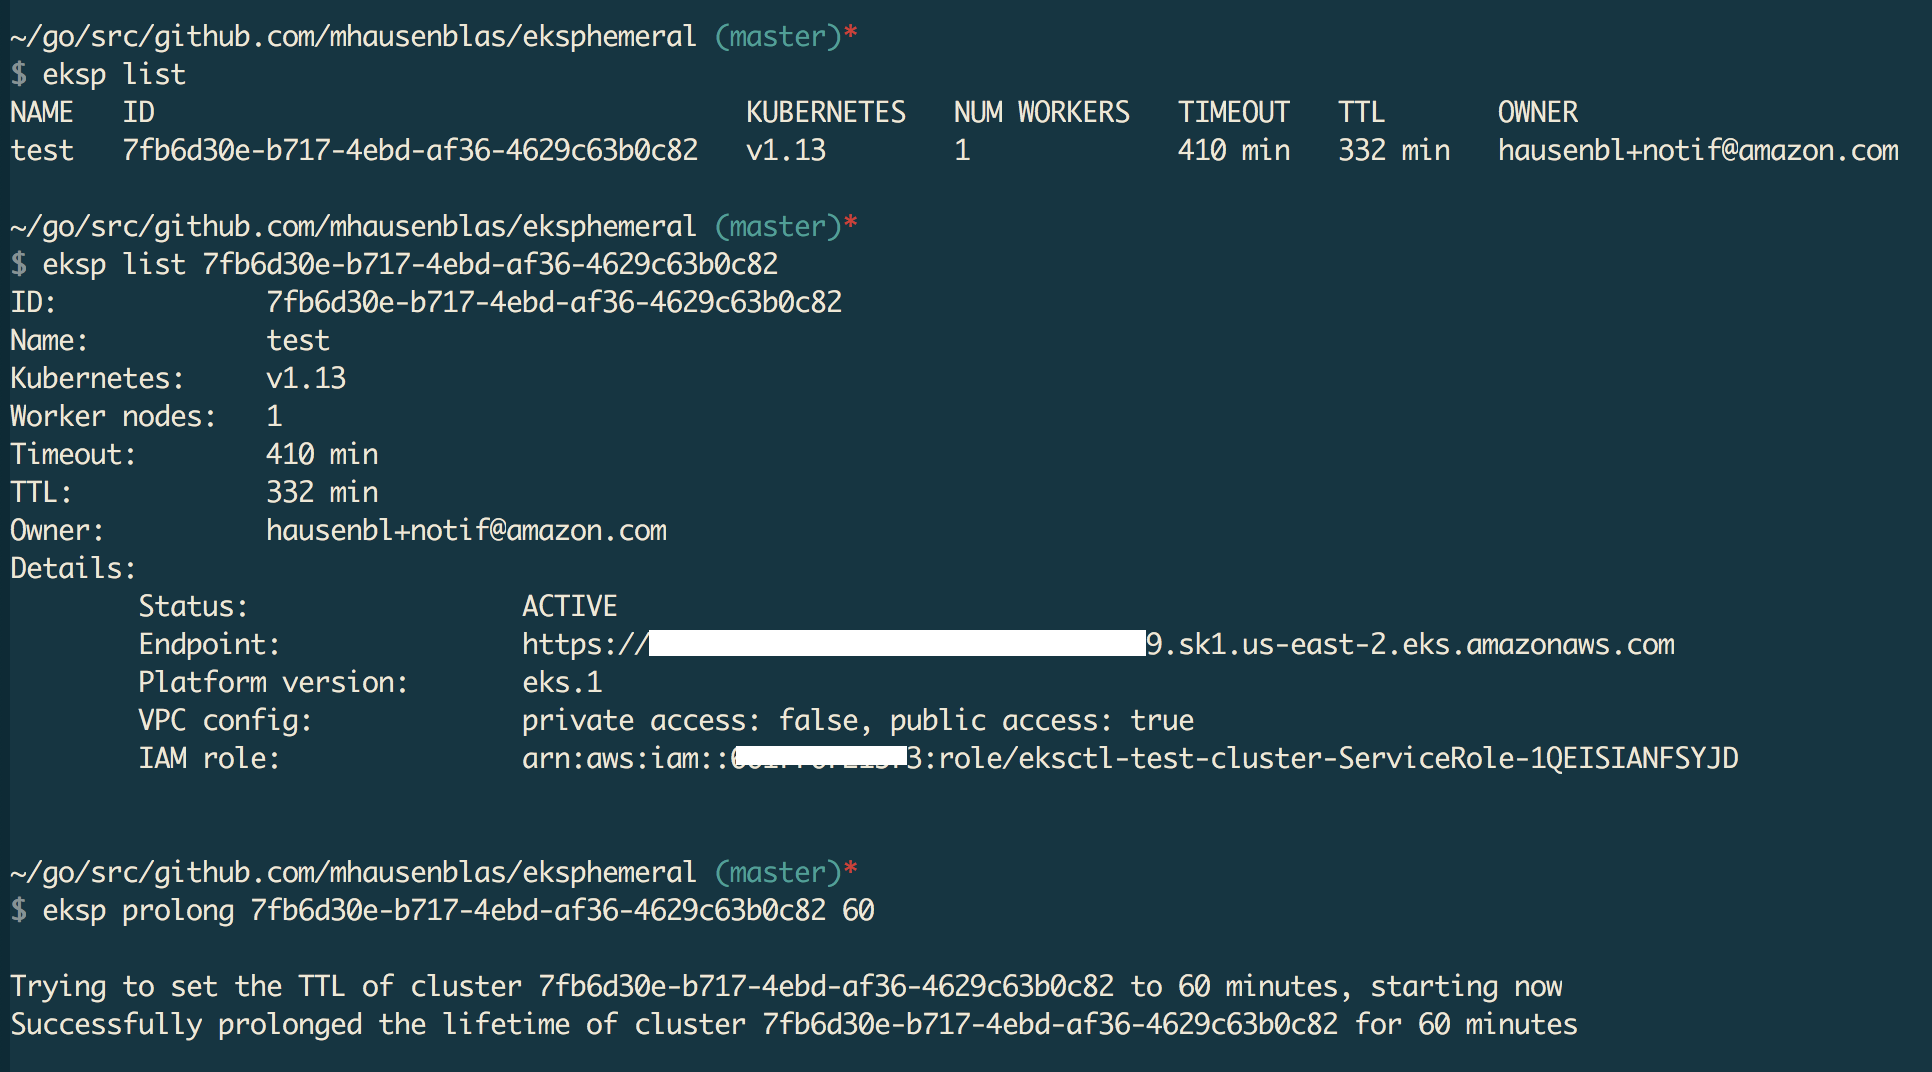 ~/go/src/github.com/mhausenblas/eksphemeral (master)*
$ eksp list
NAME   ID                                     KUBERNETES   NUM WORKERS   TIMEOUT   TTL       OWNER
test   7fb6d30e-b717-4ebd-af36-4629c63b0c82   v1.13        1             410 min   332 min   hausenbl+notif@amazon.com
~/go/src/github.com/mhausenblas/eksphemeral (master)*
$ eksp list 7fb6d30e-b717-4ebd-af36-4629c63b0c82
ID:             7fb6d30e-b717-4ebd-af36-4629c63b0c82
Name:           test
Kubernetes:     v1.13
Worker nodes:   1
Timeout:        410 min
TTL:            332 min
Owner:          hausenbl+notif@amazon.com
Details:
        Status:                 ACTIVE
        Endpoint:               https:// 9.sk1.us-east-2.eks.amazonaws.com
        Platform version:       eks.1
        VPC config:             private access: false, public access: true
        IAM role:               arn:aws:iam:: 3:role/eksctl-test-cluster-ServiceRole-1QEISIANFSYJD
~/go/src/github.com/mhausenblas/eksphemeral (master)*
$ eksp prolong 7fb6d30e-b717-4ebd-af36-4629c63b0c82 60
Trying to set the TTL of cluster 7fb6d30e-b717-4ebd-af36-4629c63b0c82 to 60 minutes, starting now
Successfully prolonged the lifetime of cluster 7fb6d30e-b717-4ebd-af36-4629c63b0c82 for 60 minutes